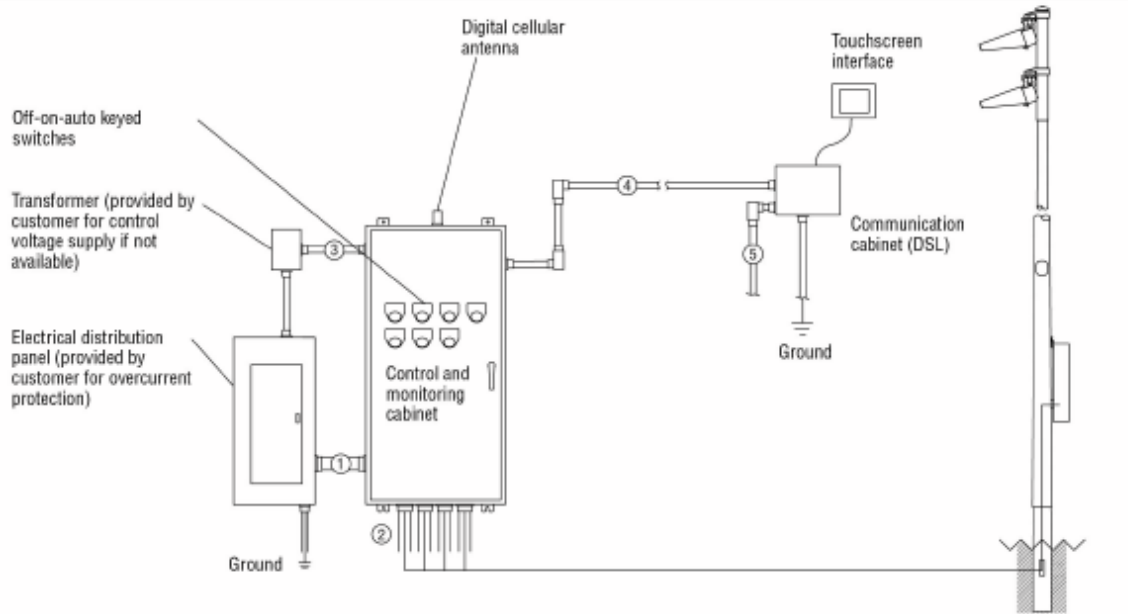 Digital cellular
antenna
Touchscreen
interface
Off-on-auto keyed
switches
Transformer (provided by
customer for control
voltage supply if not
available)
4
3
5
Communication
cabinet (DSL)
Electrical distribution
panel (provided by
customer for overcurrent
protection)
Ground
Control and
monitoring
cabinet
1
2
Ground